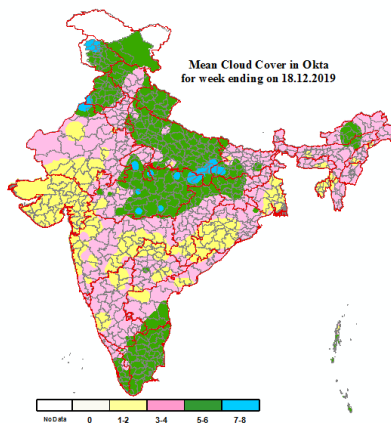 Mean Cloud Cover in Okta
for week ending on 18.12.2019
No Data 0 1-2 3-4 5-6 7-8